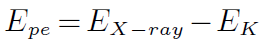 E_{pe} = E_{X-ray} - E_K